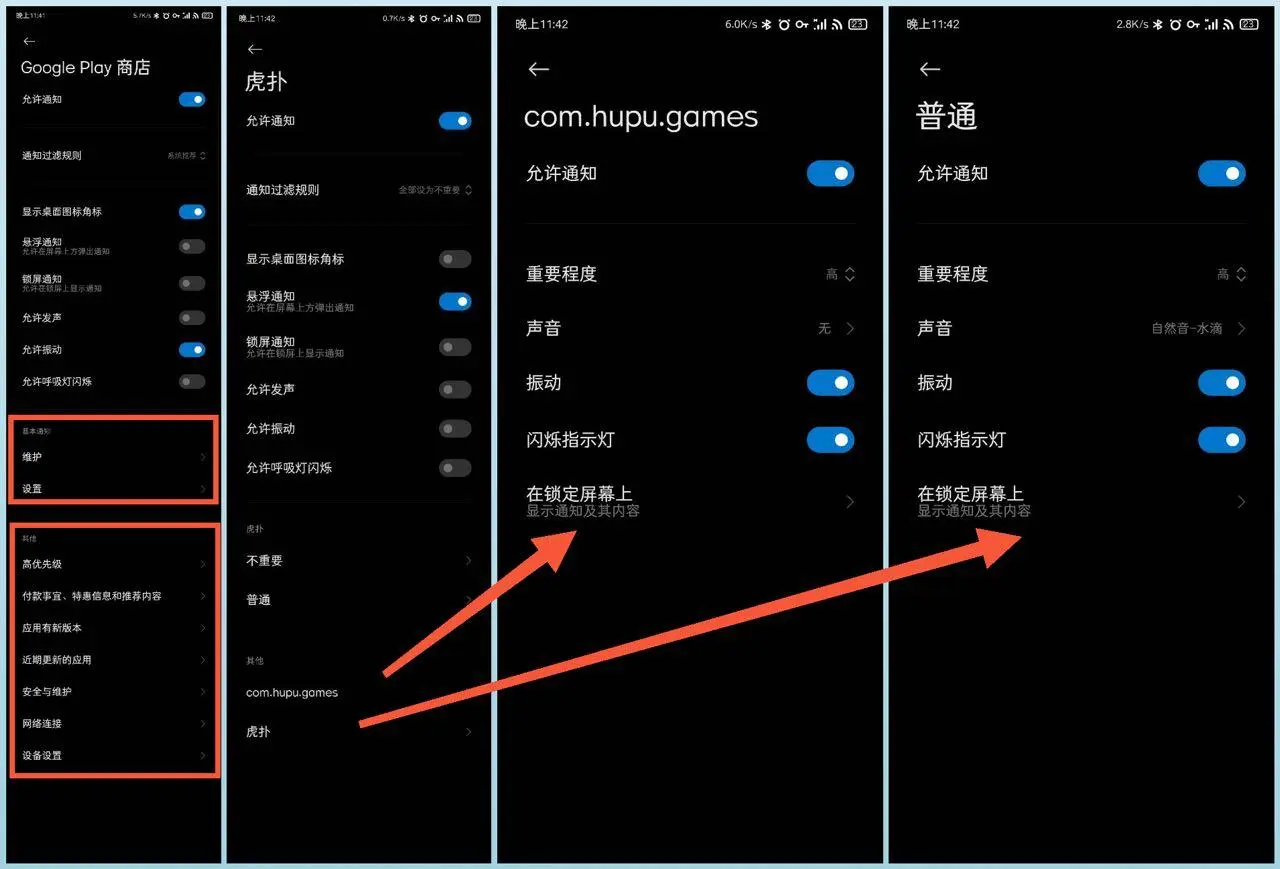 晚上11:41
5.7K/s
23
Google Play 商店
允许通知
通知过滤规则
系统推荐
显示桌面图标角标
悬浮通知
允许在屏幕上方弹出通知
锁屏通知
允许在锁屏上显示通知
允许发声
允许振动
允许呼吸灯闪烁
基本通知
维护
设置
其他
高优先级
付款事宜、特惠信息和推荐内容
应用有新版本
近期更新的应用
安全与维护
网络连接
设备设置
晚上11:42
0.7K/s
23
虎扑
允许通知
通知过滤规则
全部设为不重要
显示桌面图标角标
悬浮通知
允许在屏幕上方弹出通知
锁屏通知
允许在锁屏上显示通知
允许发声
允许振动
允许呼吸灯闪烁
虎扑
不重要
普通
其他
com.hupu.games
虎扑
晚上11:42
6.0K/s
23
com.hupu.games
允许通知
重要程度
高
声音
无
振动
闪烁指示灯
在锁定屏幕上
显示通知及其内容
晚上11:42
2.8K/s
23
普通
允许通知
重要程度
高
声音
自然音-水滴
振动
闪烁指示灯
在锁定屏幕上
显示通知及其内容